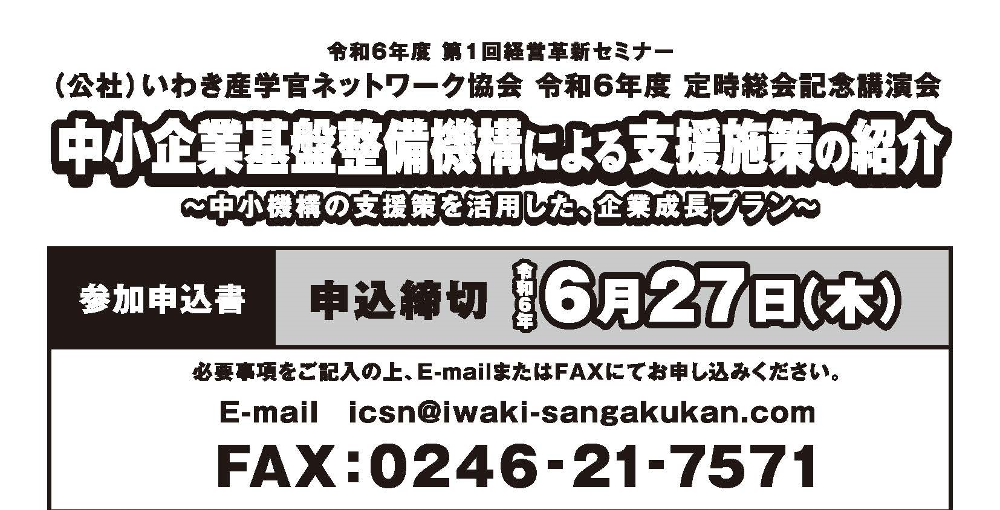 令和6年度 第1回経営革新セミナー
（公社）いわき産学官ネットワーク協会 令和6年度 定時総会記念講演会
中小企業基盤整備機構による支援施策の紹介
～中小機構の支援策を活用した、企業成長プラン～
参加申込書 申込締切 令和6年 6月27日（木）
必要事項をご記入の上、E-mailまたはFAXにてお申し込みください。
E-mail icsn@iwaki-sangakukan.com
FAX：0246-21-7571